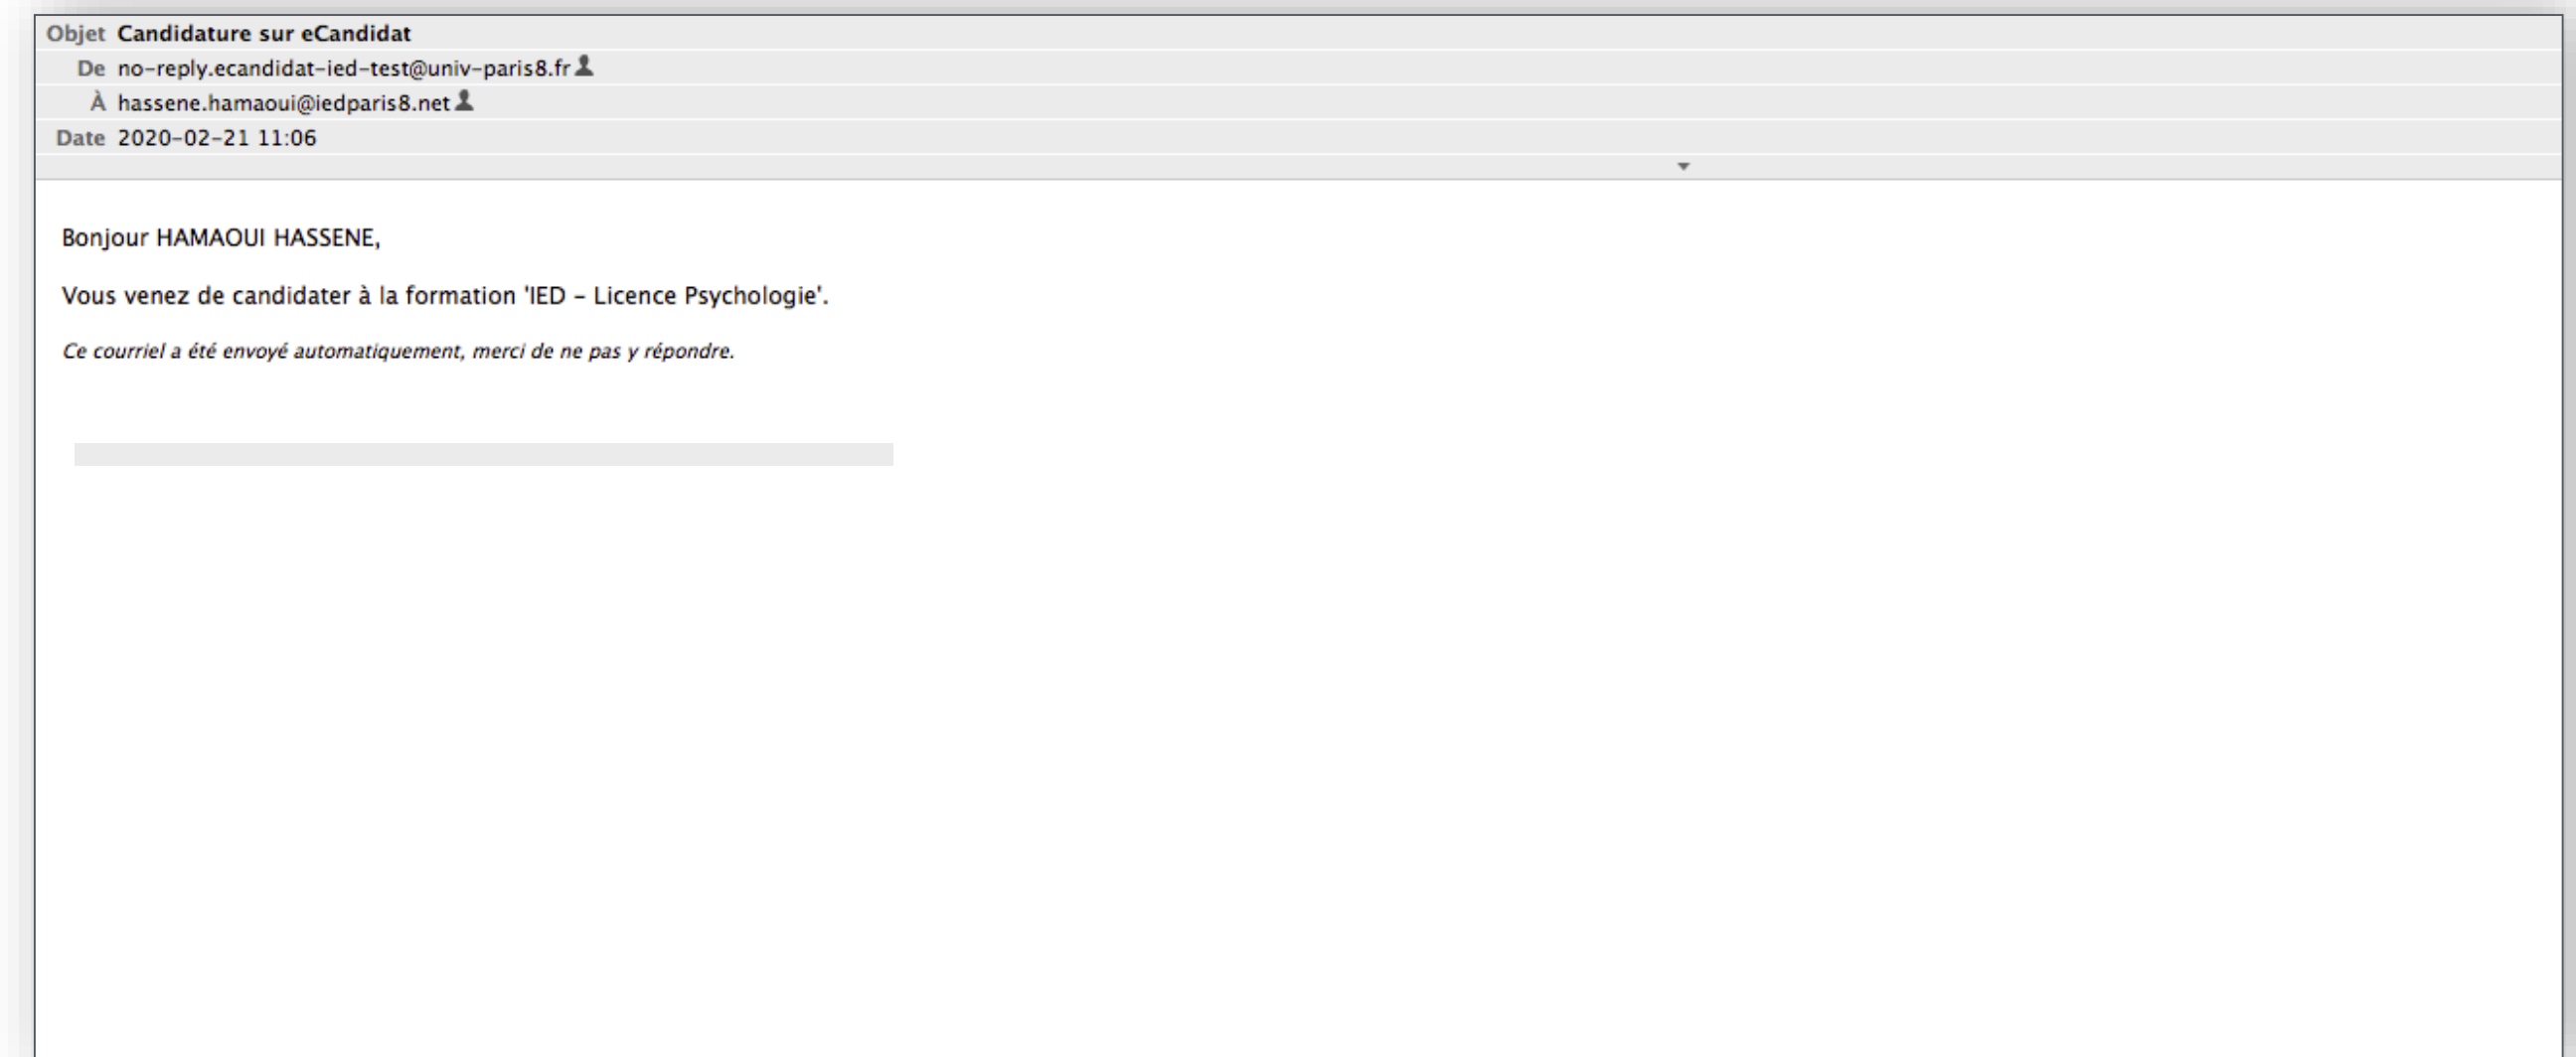 Objet Candidature sur eCandidat
De no-reply.ecandidat-ied-test@univ-paris8.fr
À hassene.hamaoui@iedparis8.net
Date 2020-02-21 11:06
Bonjour HAMAOUI HASSENE,
Vous venez de candidater à la formation 'IED – Licence Psychologie'.
Ce courriel a été envoyé automatiquement, merci de ne pas y répondre.